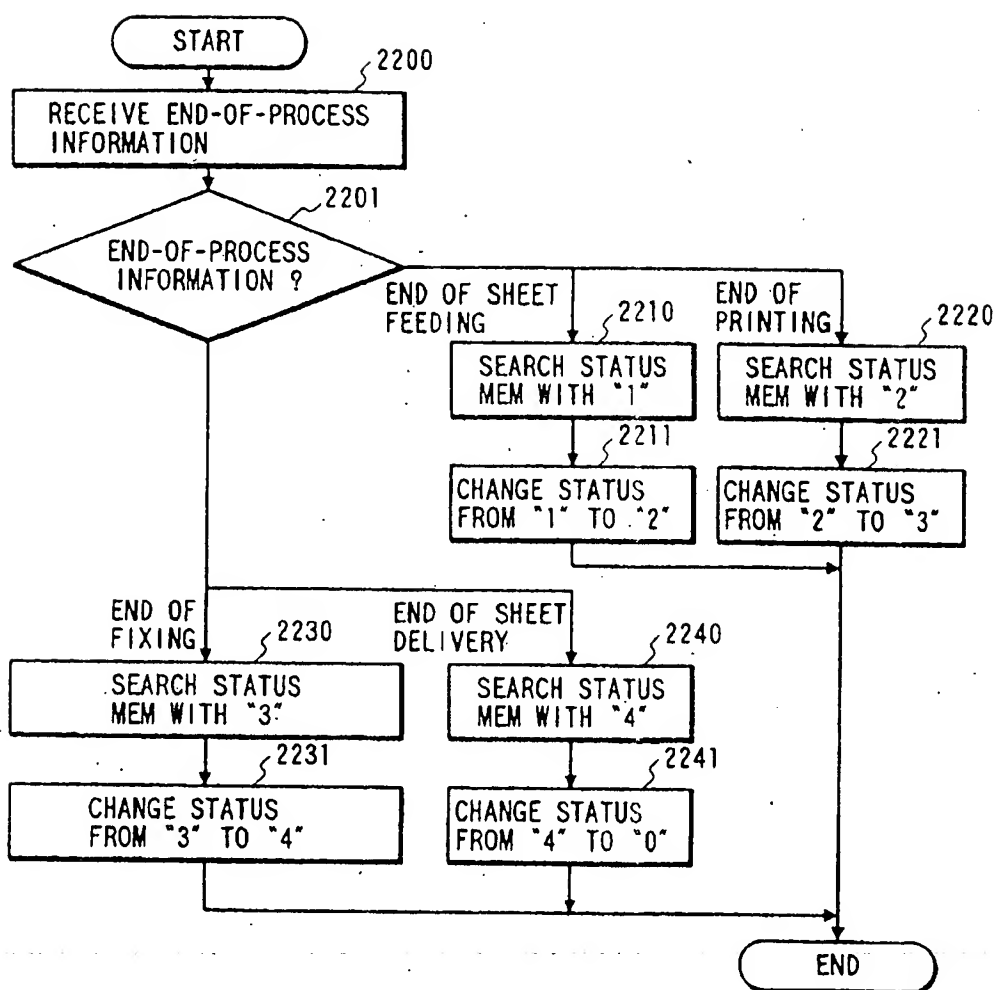 START
2200
RECEIVE END-OF-PROCESS
INFORMATION
2201
END-OF-PROCESS
INFORMATION ?
END OF SHEET
FEEDING
END OF
PRINTING
2210
SEARCH STATUS
MEM WITH "1"
2211
CHANGE STATUS
FROM "1" TO "2"
2220
SEARCH STATUS
MEM WITH "2"
2221
CHANGE STATUS
FROM "2" TO "3"
END OF
FIXING
2230
SEARCH STATUS
MEM WITH "3"
2231
CHANGE STATUS
FROM "3" TO "4"
END OF SHEET
DELIVERY
2240
SEARCH STATUS
MEM WITH "4"
2241
CHANGE STATUS
FROM "4" TO "0"
END